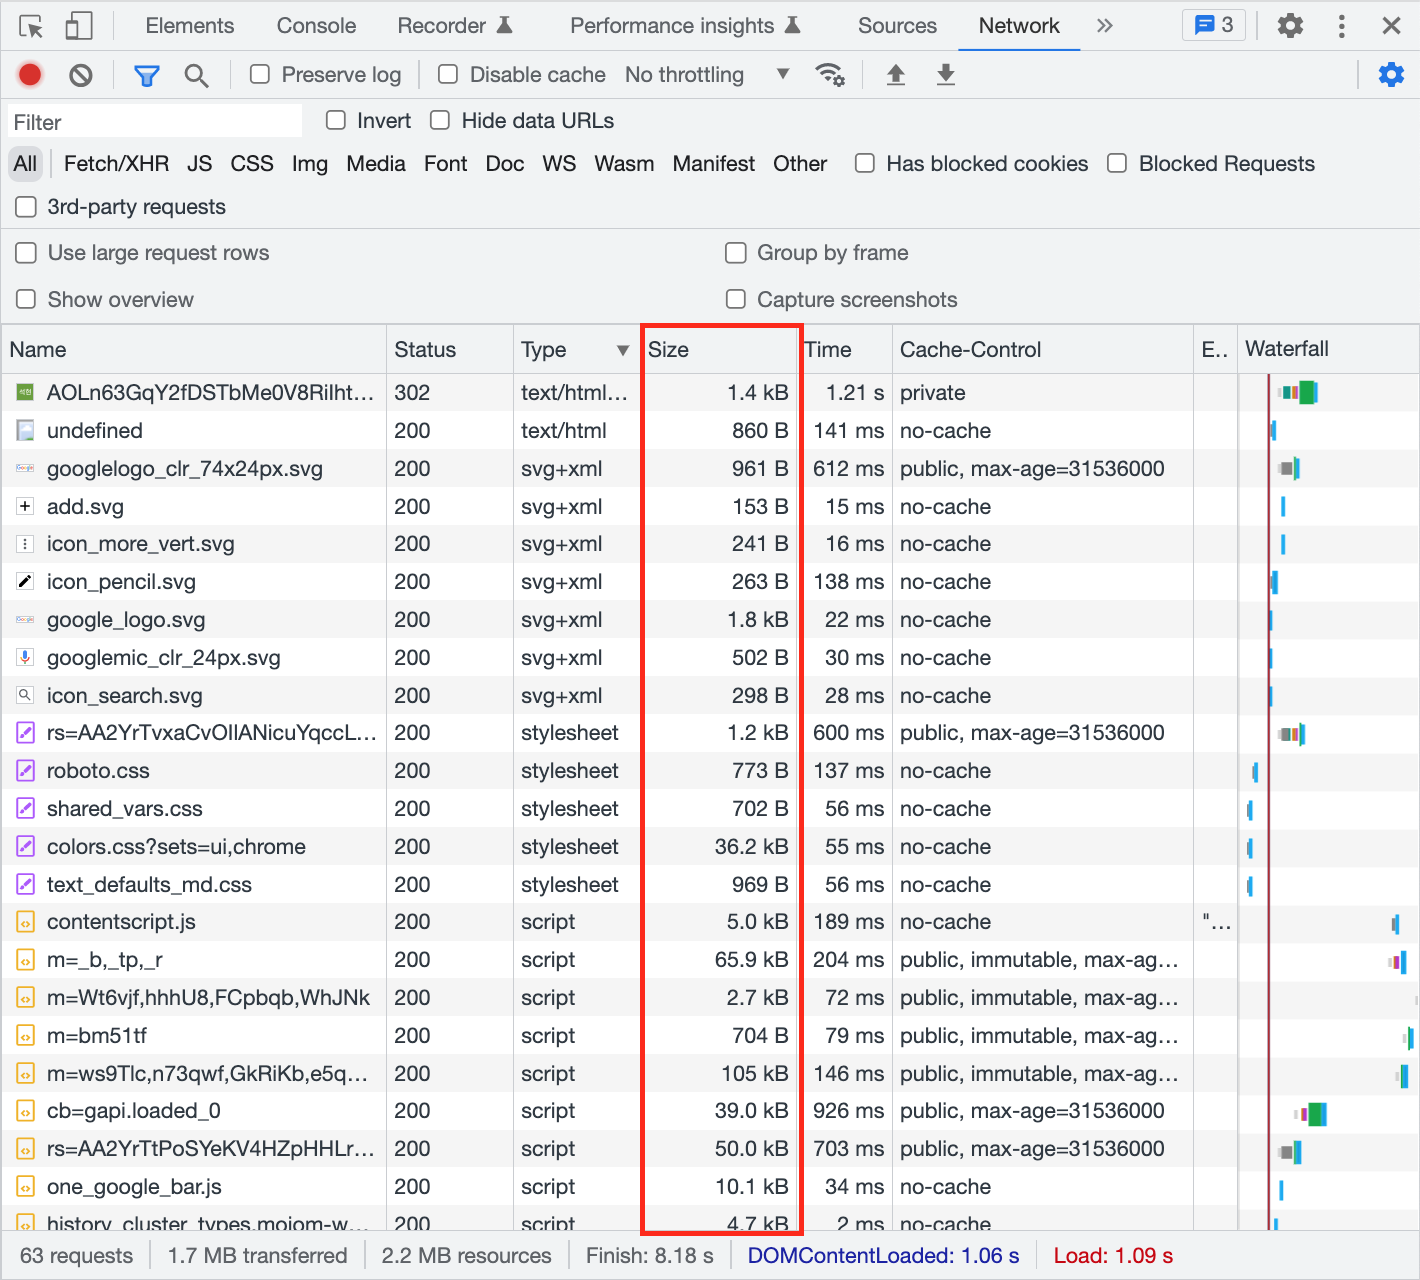 Elements Console Recorder Performance insights Sources Network 3
Preserve log Disable cache No throttling
Filter Invert Hide data URLs
All Fetch/XHR JS CSS Img Media Font Doc WS Wasm Manifest Other Has blocked cookies Blocked Requests
3rd-party requests
Use large request rows Group by frame
Show overview Capture screenshots
Name Status Type Size Time Cache-Control E.. Waterfall
AOLn63GqY2fDSTbMe0V8RiIht... 302 text/html... 1.4 kB 1.21 s private
undefined 200 text/html 860 B 141 ms no-cache
googlelogo_clr_74x24px.svg 200 svg+xml 961 B 612 ms public, max-age=31536000
add.svg 200 svg+xml 153 B 15 ms no-cache
icon_more_vert.svg 200 svg+xml 241 B 16 ms no-cache
icon_pencil.svg 200 svg+xml 263 B 138 ms no-cache
google_logo.svg 200 svg+xml 1.8 kB 22 ms no-cache
googlemic_clr_24px.svg 200 svg+xml 502 B 30 ms no-cache
icon_search.svg 200 svg+xml 298 B 28 ms no-cache
rs=AA2YrTvxaCvOIlANicuYqccL... 200 stylesheet 1.2 kB 600 ms public, max-age=31536000
roboto.css 200 stylesheet 773 B 137 ms no-cache
shared_vars.css 200 stylesheet 702 B 56 ms no-cache
colors.css?sets=ui,chrome 200 stylesheet 36.2 kB 55 ms no-cache
text_defaults_md.css 200 stylesheet 969 B 56 ms no-cache
contentscript.js 200 script 5.0 kB 189 ms no-cache "...
m=_b,_tp,_r 200 script 65.9 kB 204 ms public, immutable, max-ag...
m=Wt6vjf,hhhU8,FCpbqb,WhJNk 200 script 2.7 kB 72 ms public, immutable, max-ag...
m=bm51tf 200 script 704 B 79 ms public, immutable, max-ag...
m=ws9Tlc,n73qwf,GkRiKb,e5q... 200 script 105 kB 146 ms public, immutable, max-ag...
cb=gapi.loaded_0 200 script 39.0 kB 926 ms public, max-age=31536000
rs=AA2YrTtPoSYeKV4HZpHHLr... 200 script 50.0 kB 703 ms public, max-age=31536000
one_google_bar.js 200 script 10.1 kB 34 ms no-cache
history_cluster_types.mojom-w... 200 script 4.7 kB 2 ms no-cache
63 requests 1.7 MB transferred 2.2 MB resources Finish: 8.18 s DOMContentLoaded: 1.06 s Load: 1.09 s